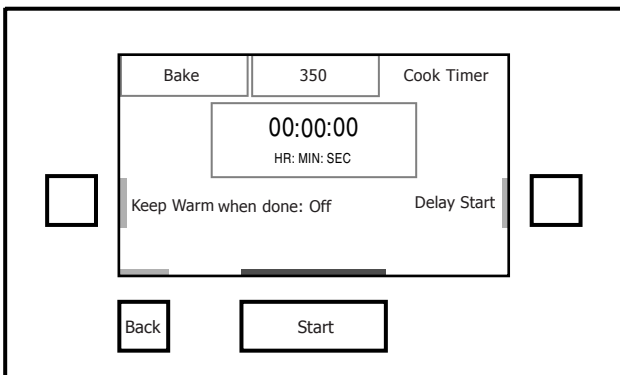 Bake 350 Cook Timer
00:00:00
HR: MIN: SEC
Keep Warm when done: Off Delay Start
Back Start